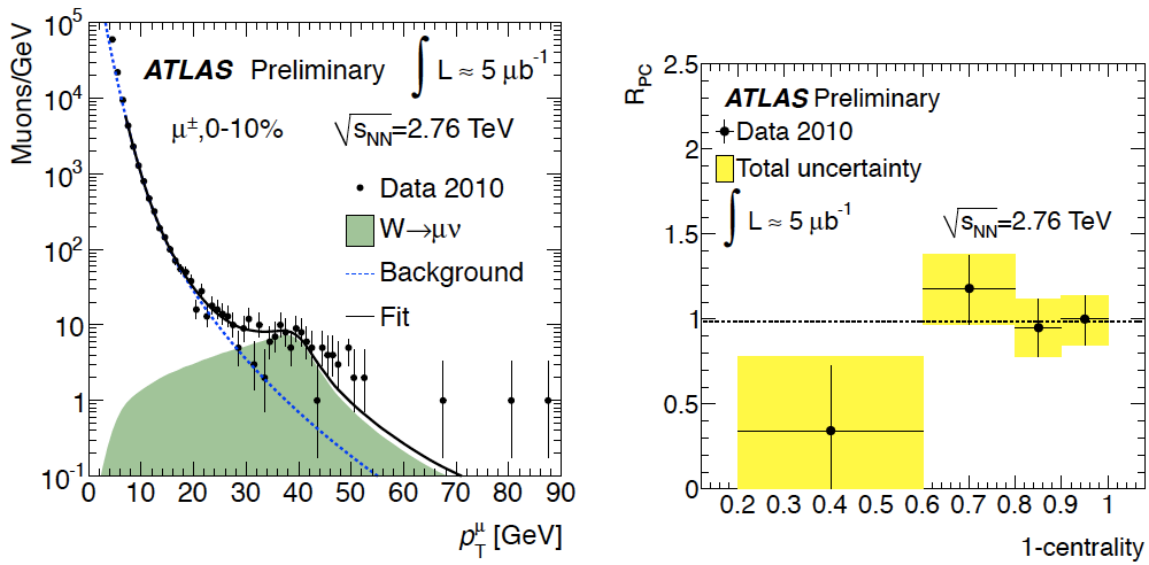 Muons/GeV
10^5
10^4
10^3
10^2
10
1
10^-1
ATLAS Preliminary ∫ L ≈ 5 μb^-1
μ^±,0-10% √s_NN=2.76 TeV
Data 2010
W→μν
Background
Fit
0 10 20 30 40 50 60 70 80 90
p_T^μ [GeV]
R_PC
2.5
2
1.5
1
0.5
0
ATLAS Preliminary
Data 2010
Total uncertainty
∫ L ≈ 5 μb^-1 √s_NN=2.76 TeV
0.2 0.3 0.4 0.5 0.6 0.7 0.8 0.9 1
1-centrality